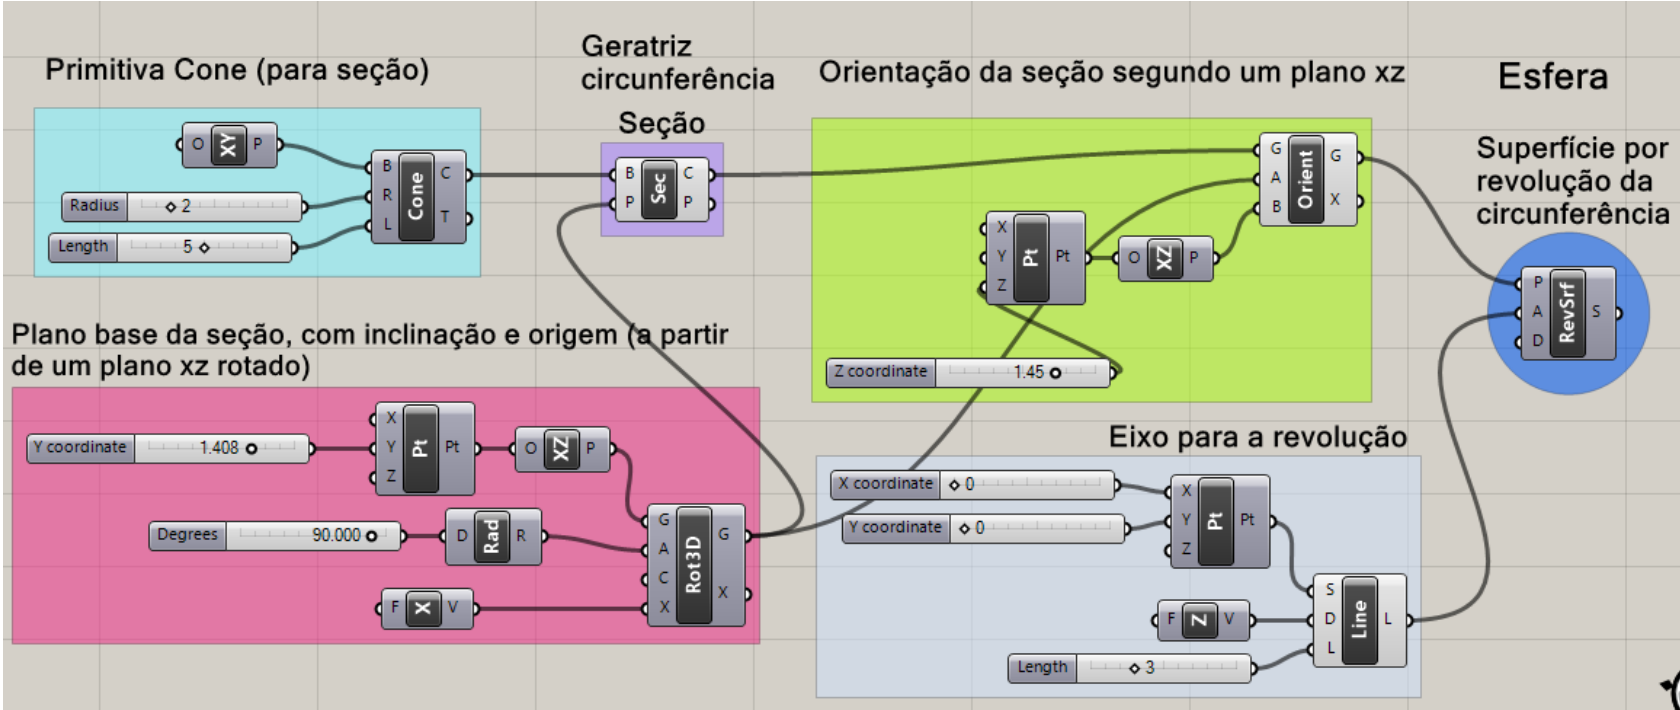 Primitiva Cone (para seção)
O XY P
Radius 2
Length 5
B R L Cone C T
Geratriz
circunferência
Seção
B P Sec C P
Orientação da seção segundo um plano xz
X Y Z Pt Pt
O XZ P
G A B Orient G X
Z coordinate 1.45
Esfera
Superfície por
revolução da
circunferência
P A D RevSrf S
Plano base da seção, com inclinação e origem (a partir
de um plano xz rotado)
Y coordinate 1.408
X Y Z Pt Pt
O XZ P
Degrees 90.000
D Rad R
F X V
G A C X Rot3D G X
Eixo para a revolução
X coordinate 0
Y coordinate 0
X Y Z Pt Pt
F Z V
Length 3
S D L Line L